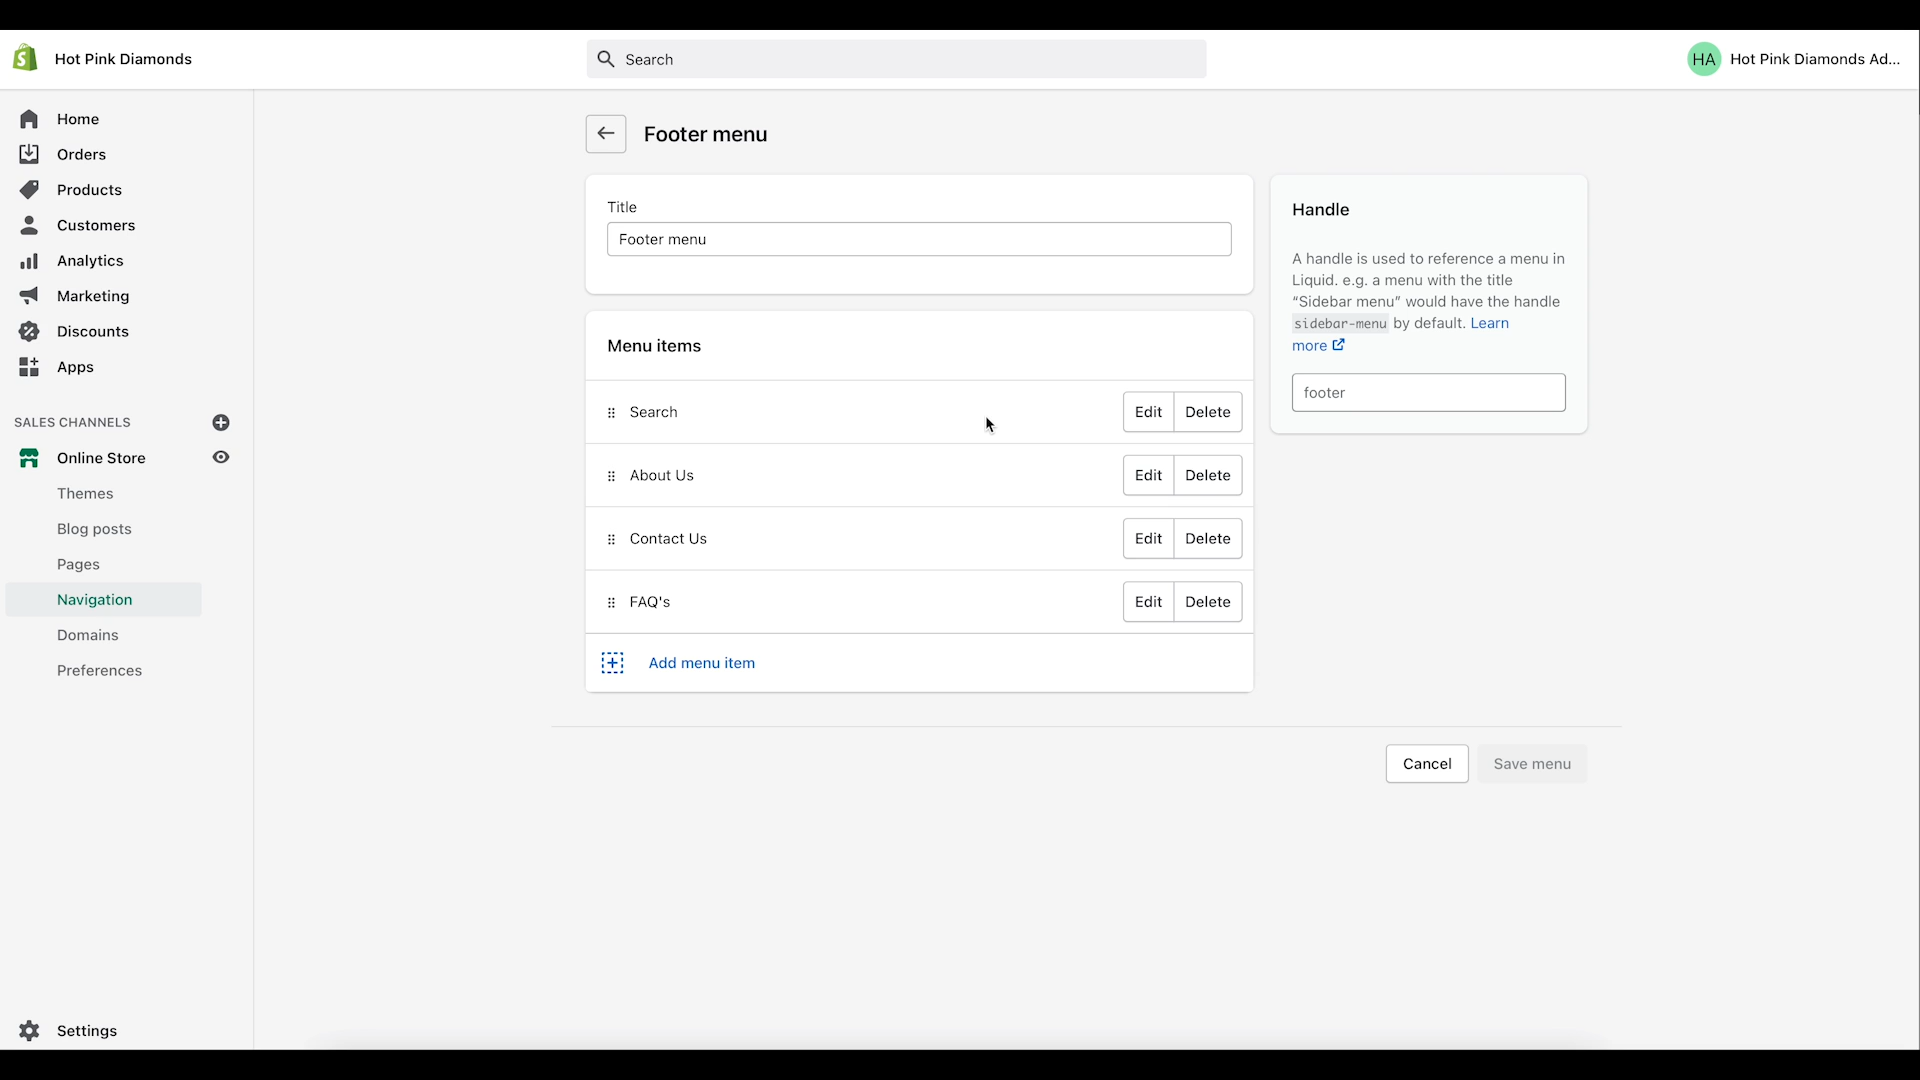 Hot Pink Diamonds
Search
HA Hot Pink Diamonds Ad...
Home
Orders
Products
Customers
Analytics
Marketing
Discounts
Apps
SALES CHANNELS
Online Store
Themes
Blog posts
Pages
Navigation
Domains
Preferences
Settings
Footer menu
Title
Footer menu
Menu items
Search Edit Delete
About Us Edit Delete
Contact Us Edit Delete
FAQ's Edit Delete
Add menu item
Handle
A handle is used to reference a menu in
Liquid. e.g. a menu with the title
“Sidebar menu” would have the handle
sidebar-menu by default. Learn
more
footer
Cancel Save menu